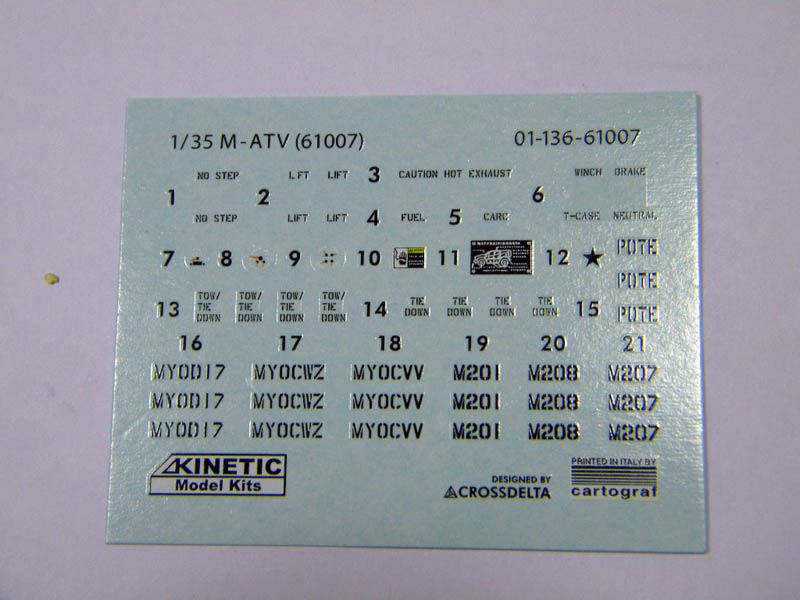 1/35 M-ATV (61007) 01-136-61007
NO STEP LFT LIFT 3 CAUTION HOT EXHAUST WINCH BRAKE
1 2 6
NO STEP LIFT LIFT 4 FUEL 5 CARC T-CASE NEUTRAL
7 8 9 10 11 12 POTE
POTE
13 TOW/ TIE DOWN TOW/ TIE DOWN TOW/ TIE DOWN TOW/ TIE DOWN 14 TIE DOWN TIE DOWN TIE DOWN TIE DOWN 15 POTE
16 17 18 19 20 21
MYOD17 MYOCWZ MYOCVV M201 M208 M207
MYOD17 MYOCWZ MYOCVV M201 M208 M207
MYOD17 MYOCWZ MYOCVV M201 M208 M207
KINETIC
Model Kits
DESIGNED BY
CROSSDELTA
PRINTED IN ITALY BY
cartograf